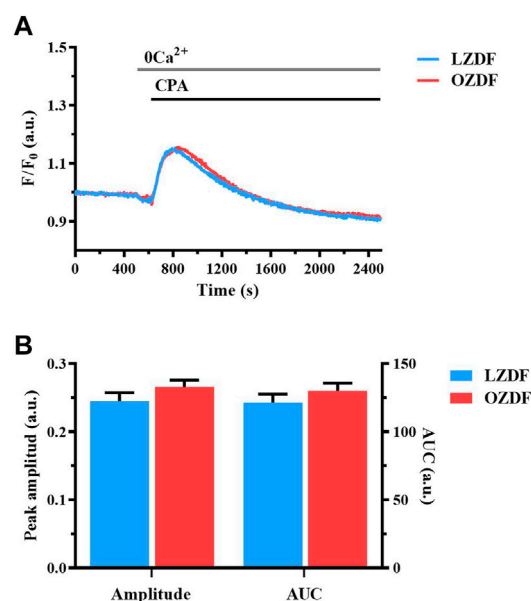 A
LZDF
OZDF
0Ca²⁺
CPA
F/F₀ (a.u.)
1.5
1.3
1.1
0.9
0 400 800 1200 1600 2000 2400
Time (s)
B
LZDF
OZDF
Peak amplitud (a.u.)
0.3
0.2
0.1
0.0
150
100
50
0
AUC (a.u.)
Amplitude AUC